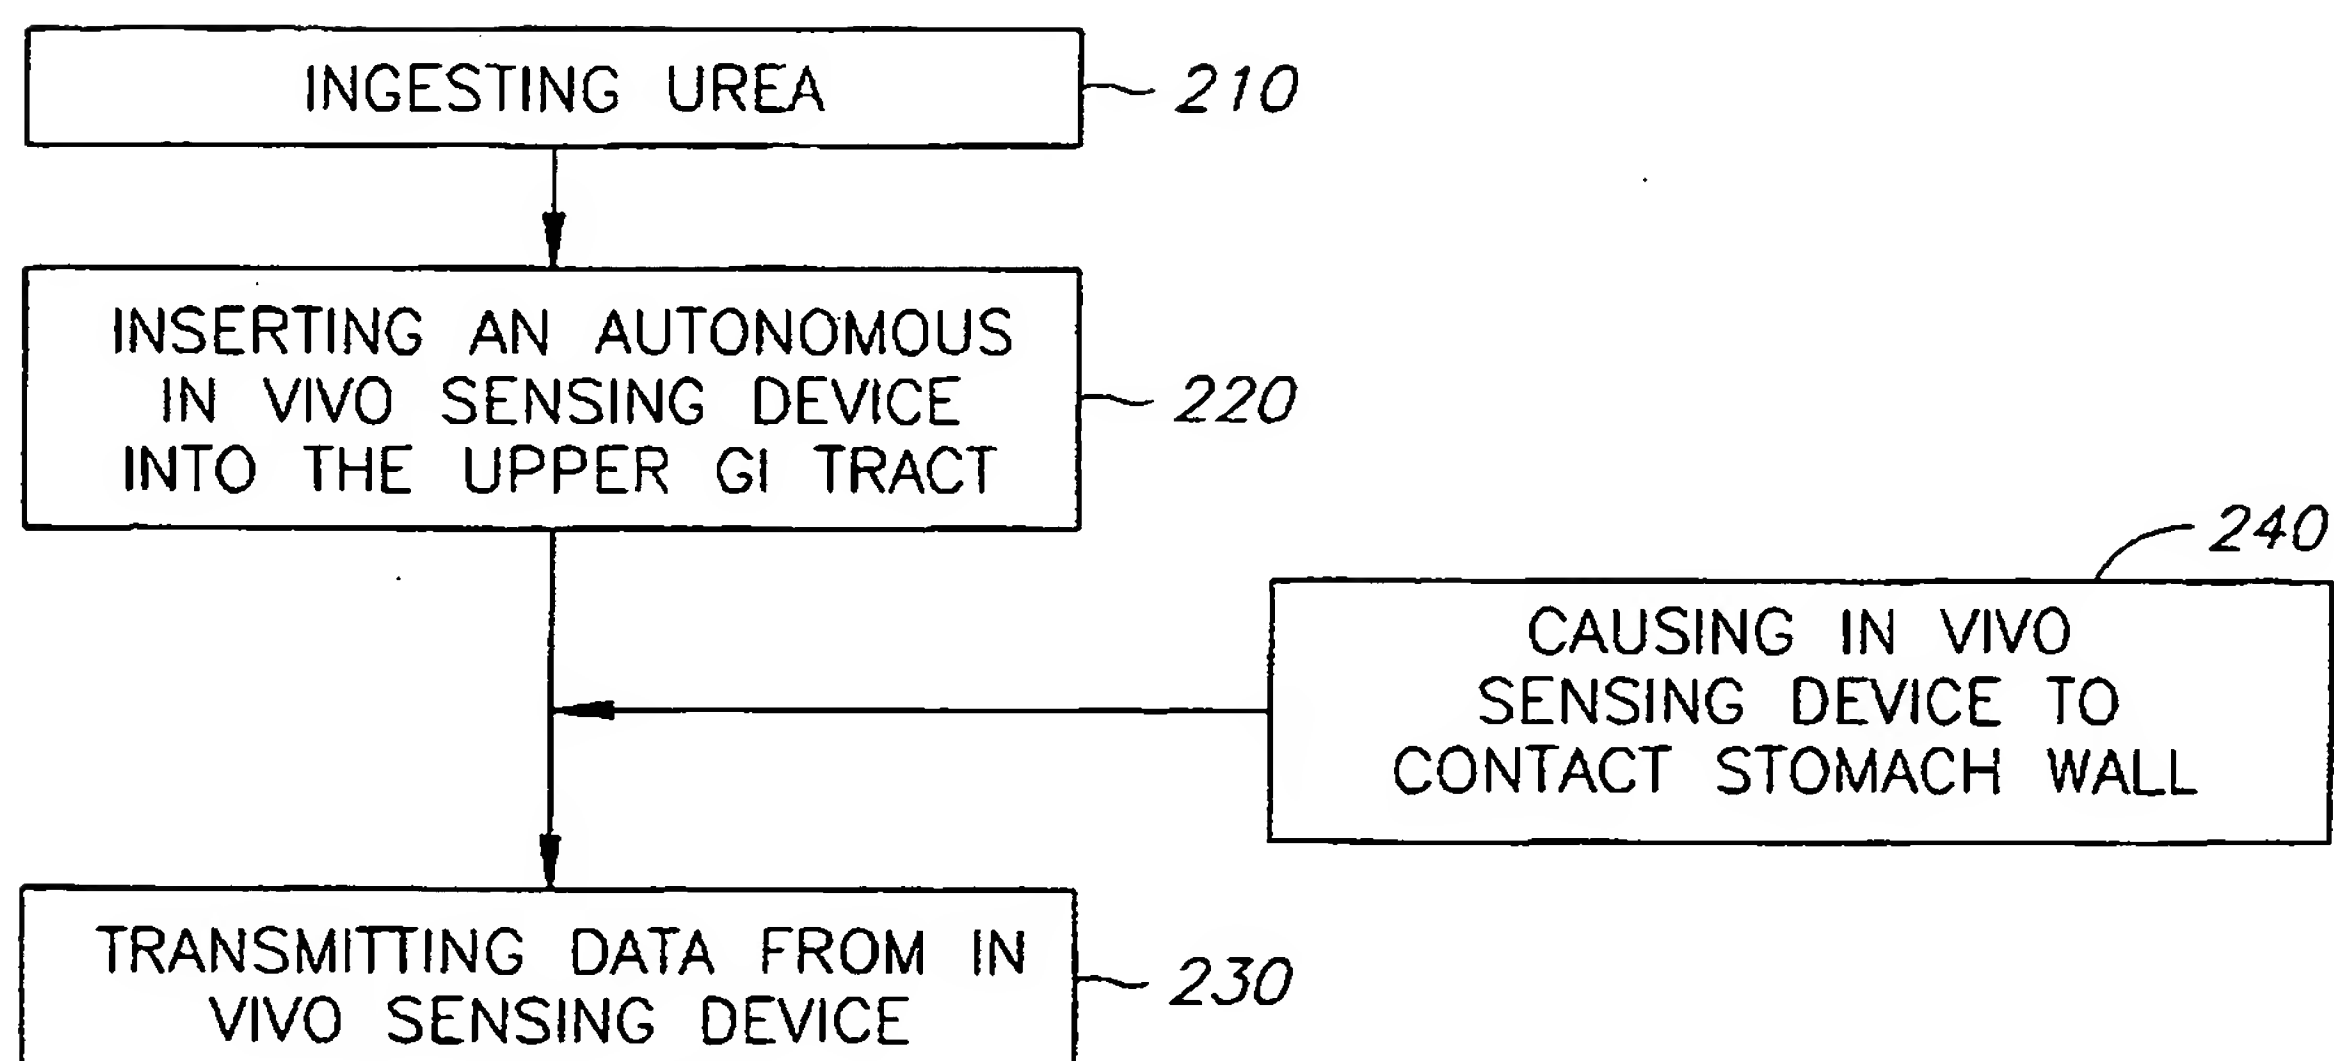 INGESTING UREA
210
INSERTING AN AUTONOMOUS
IN VIVO SENSING DEVICE
INTO THE UPPER GI TRACT
220
240
CAUSING IN VIVO
SENSING DEVICE TO
CONTACT STOMACH WALL
TRANSMITTING DATA FROM IN
VIVO SENSING DEVICE
230